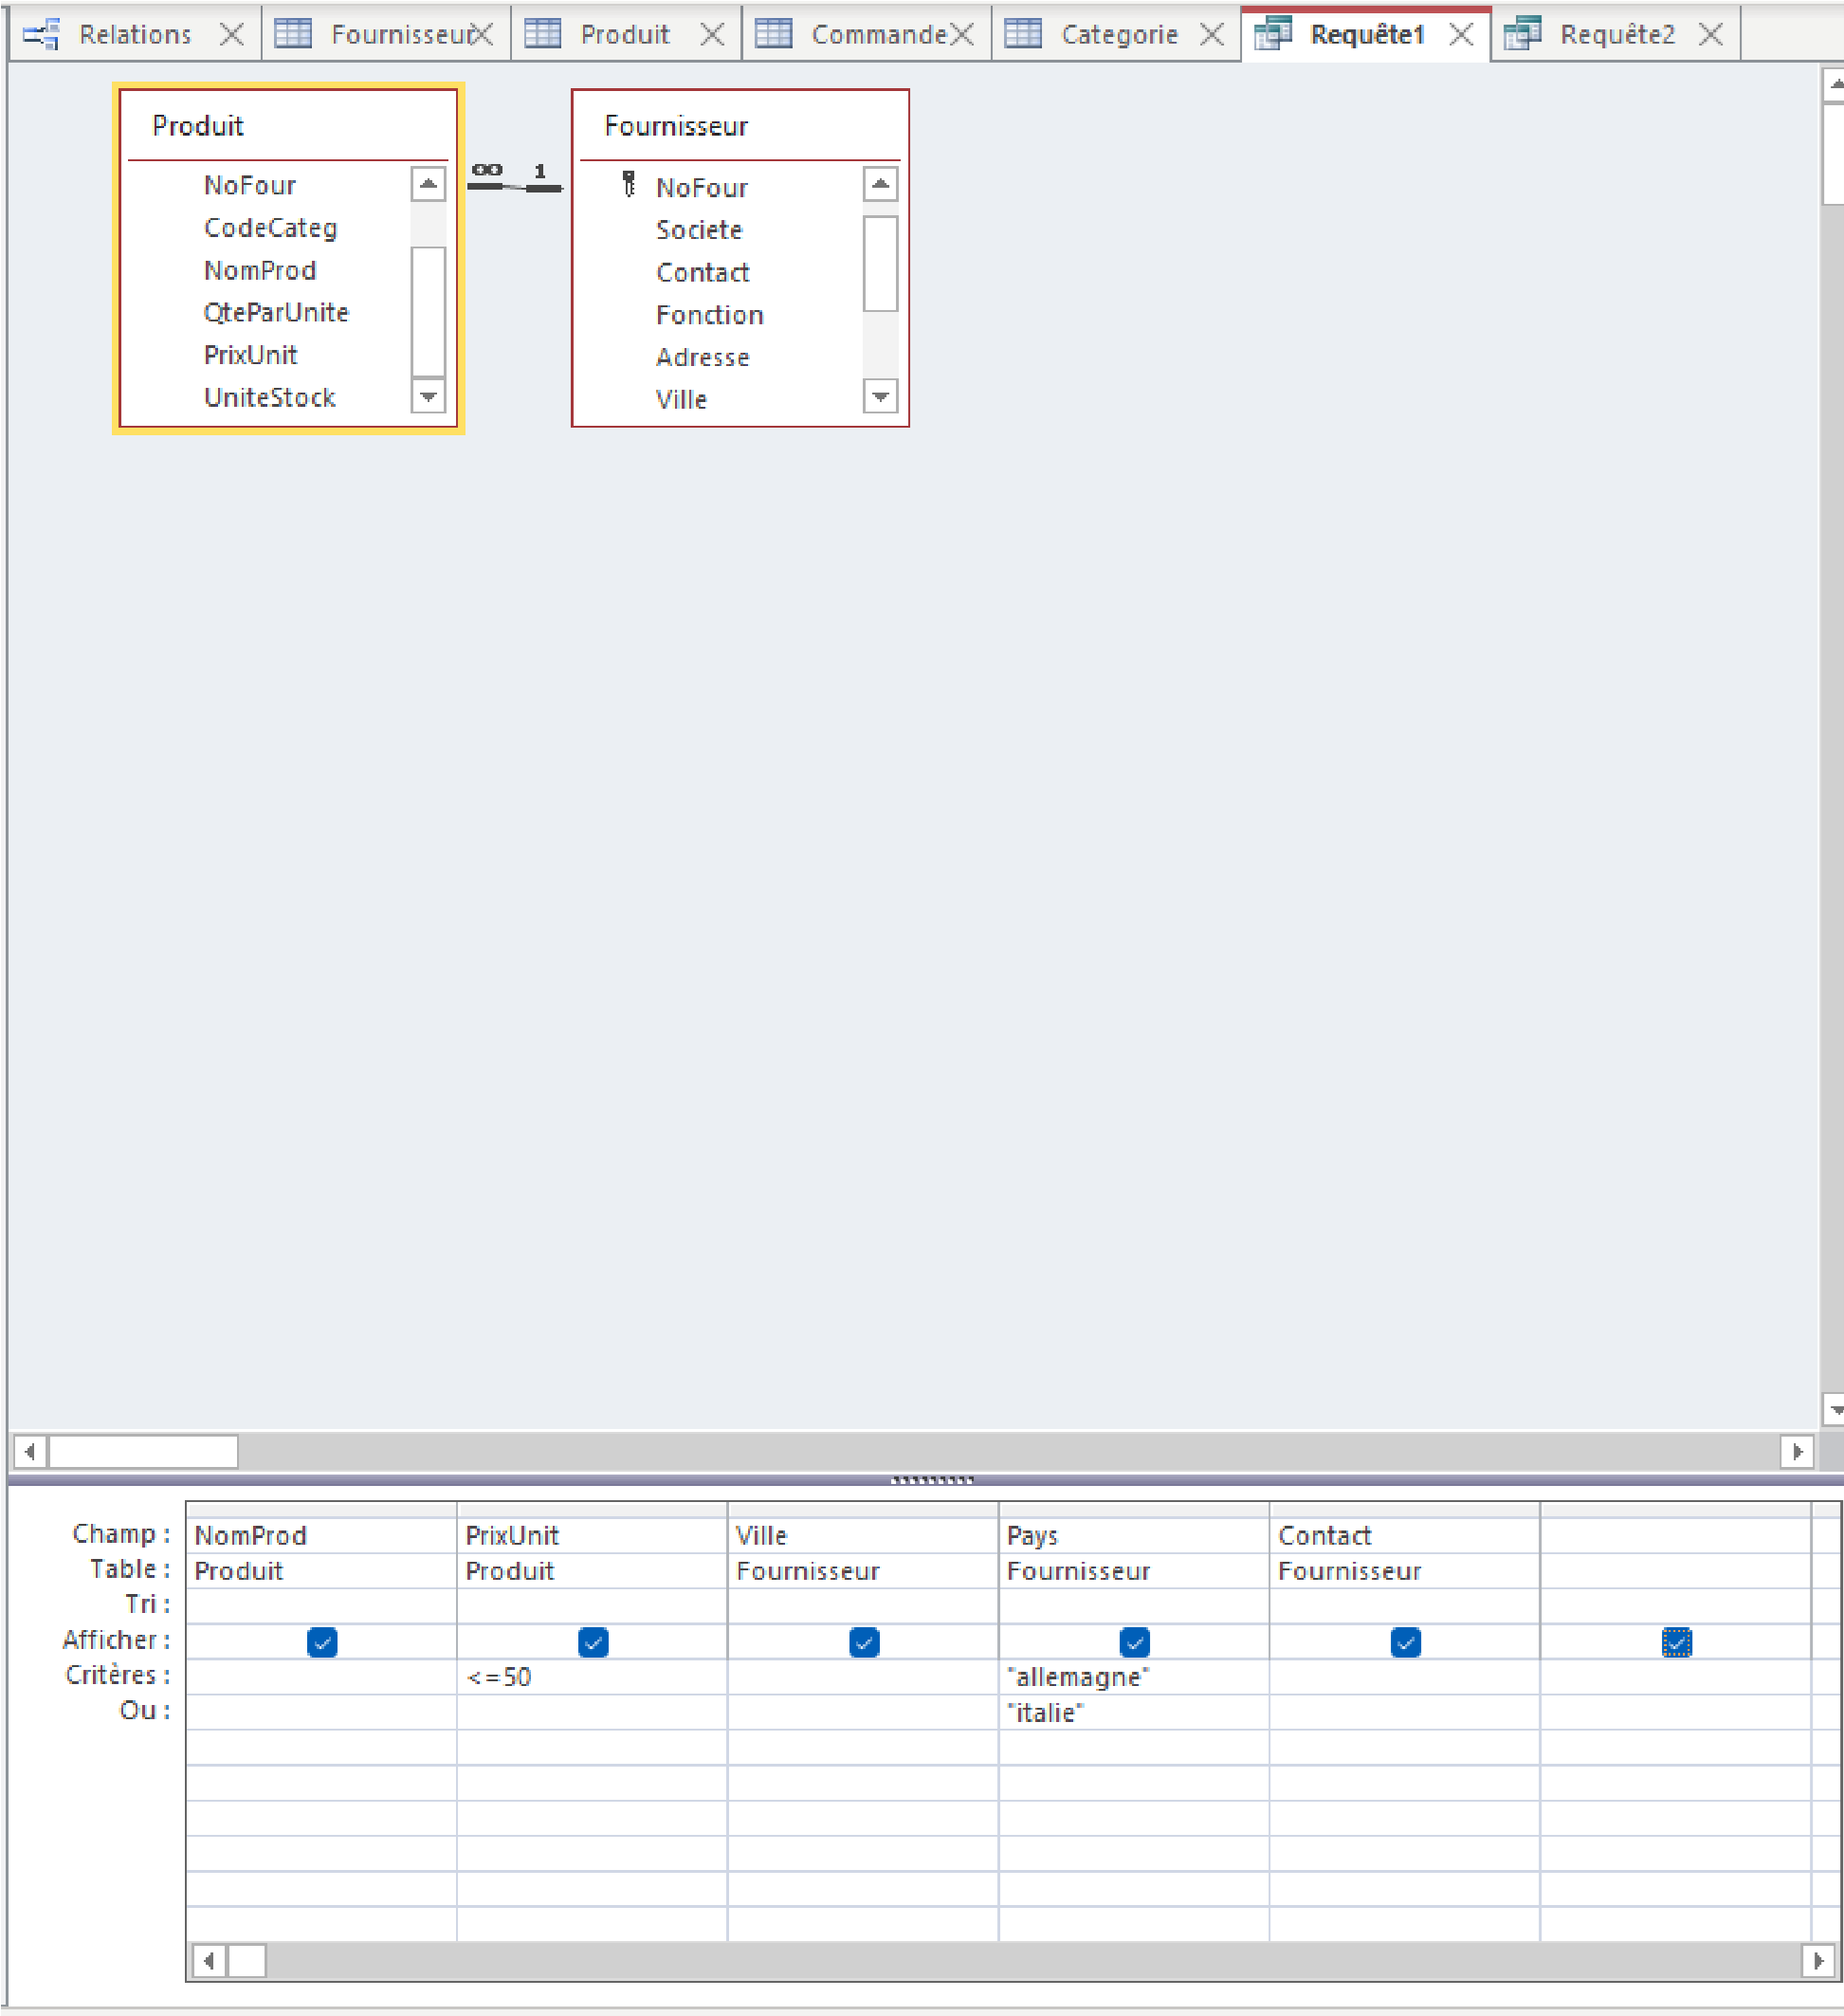 Relations Fournisseur Produit Commande Categorie Requête1 Requête2
Produit
NoFour
CodeCateg
NomProd
QteParUnite
PrixUnit
UniteStock
∞ 1
Fournisseur
NoFour
Societe
Contact
Fonction
Adresse
Ville
Champ : NomProd PrixUnit Ville Pays Contact
Table : Produit Produit Fournisseur Fournisseur Fournisseur
Tri :
Afficher :
Critères : <=50 "allemagne"
Ou : "italie"